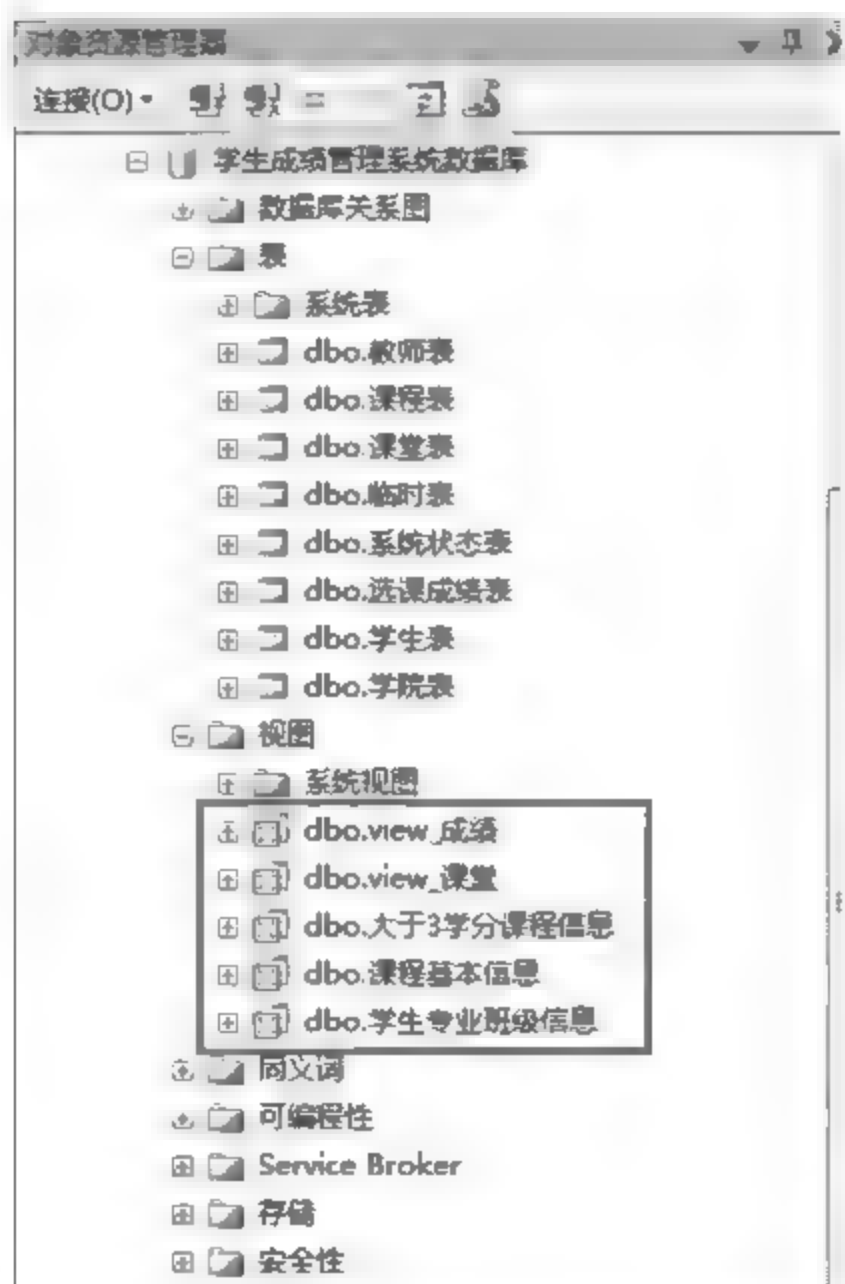 对象资源管理器
连接(O)
学生成绩管理系统数据库
数据库关系图
表
系统表
dbo.教师表
dbo.课程表
dbo.课堂表
dbo.临时表
dbo.系统状态表
dbo.选课成绩表
dbo.学生表
dbo.学院表
视图
系统视图
dbo.view_成绩
dbo.view_课堂
dbo.大于3学分课程信息
dbo.课程基本信息
dbo.学生专业班级信息
同义词
可编程性
Service Broker
存储
安全性